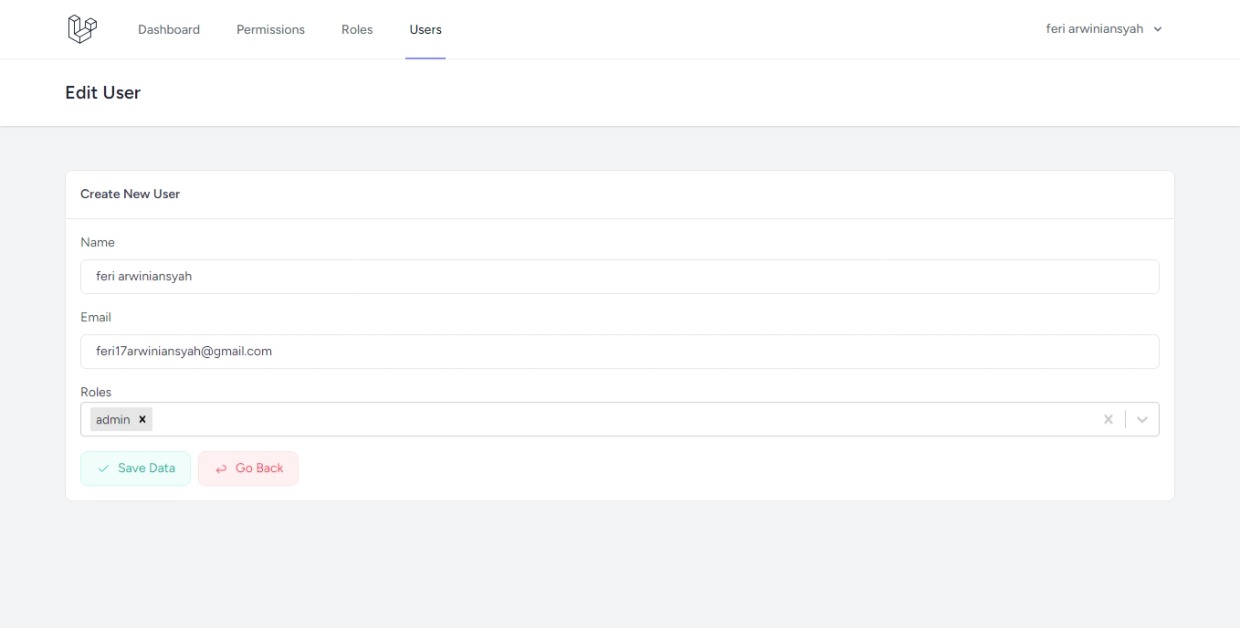 Dashboard Permissions Roles Users feri arwiniansyah
Edit User
Create New User
Name
feri arwiniansyah
Email
feri17arwiniansyah@gmail.com
Roles
admin
Save Data Go Back